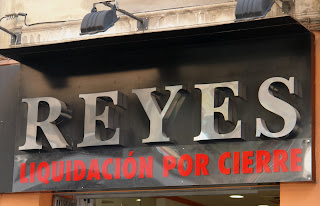 REYES
LIQUIDACIÓN POR CIERRE